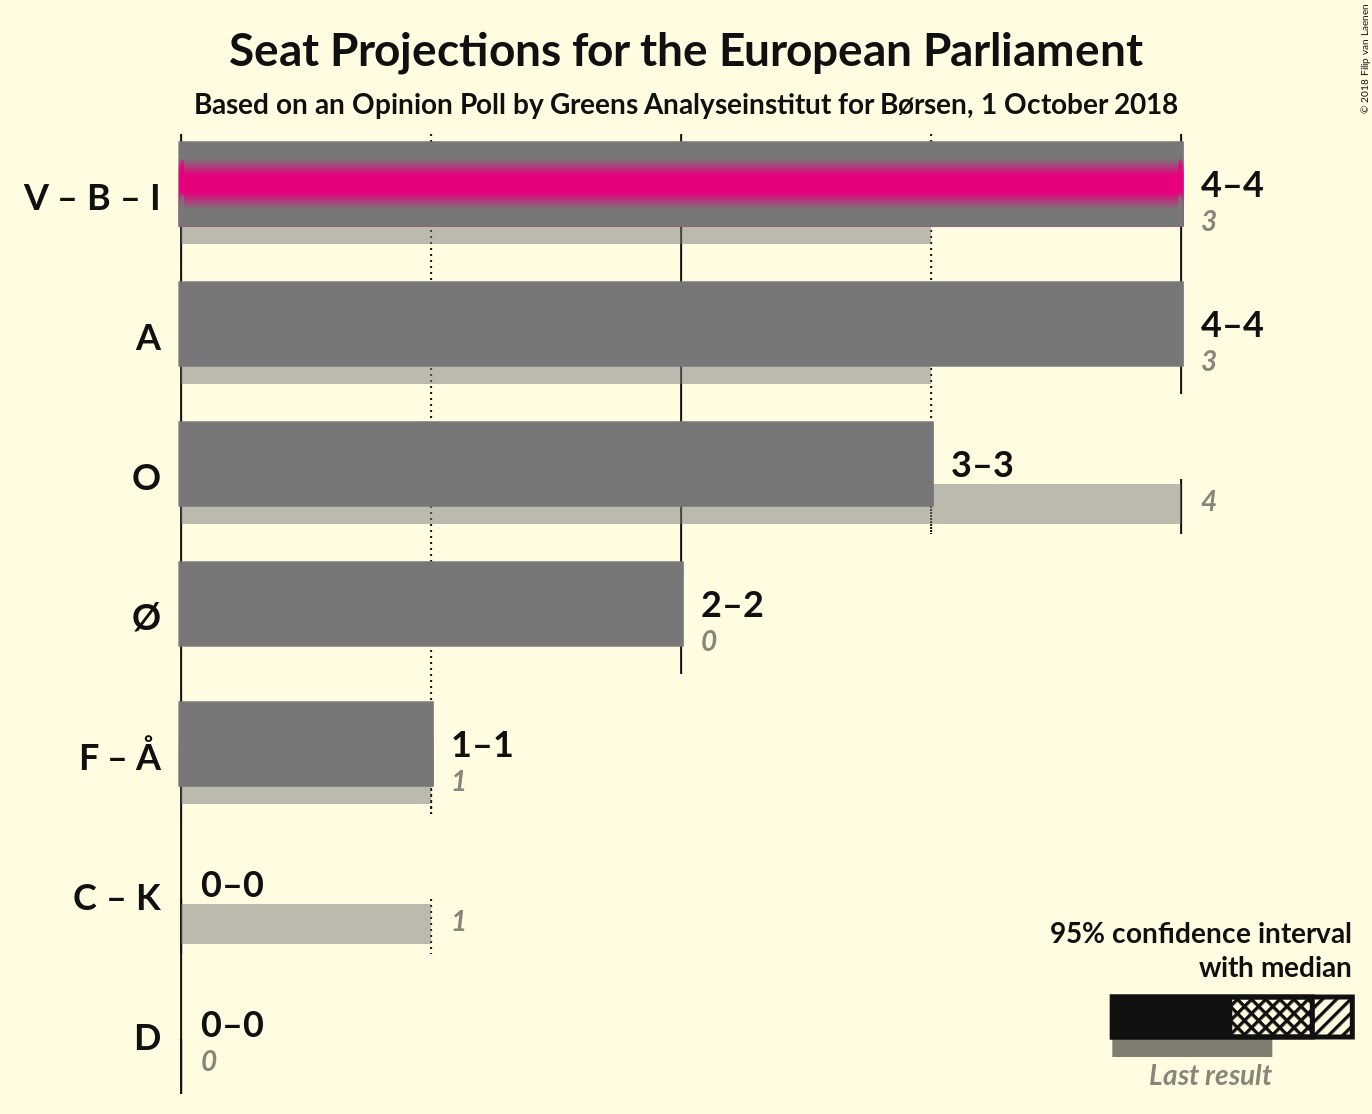 Seat Projections for the European Parliament
Based on an Opinion Poll by Greens Analyseinstitut for Børsen, 1 October 2018
© 2018 Filip van Laenen
V – B – I
4–4
3
A
4–4
3
O
3–3
4
Ø
2–2
0
F – Å
1–1
1
C – K
0–0
1
D
0–0
0
95% confidence interval
with median
Last result